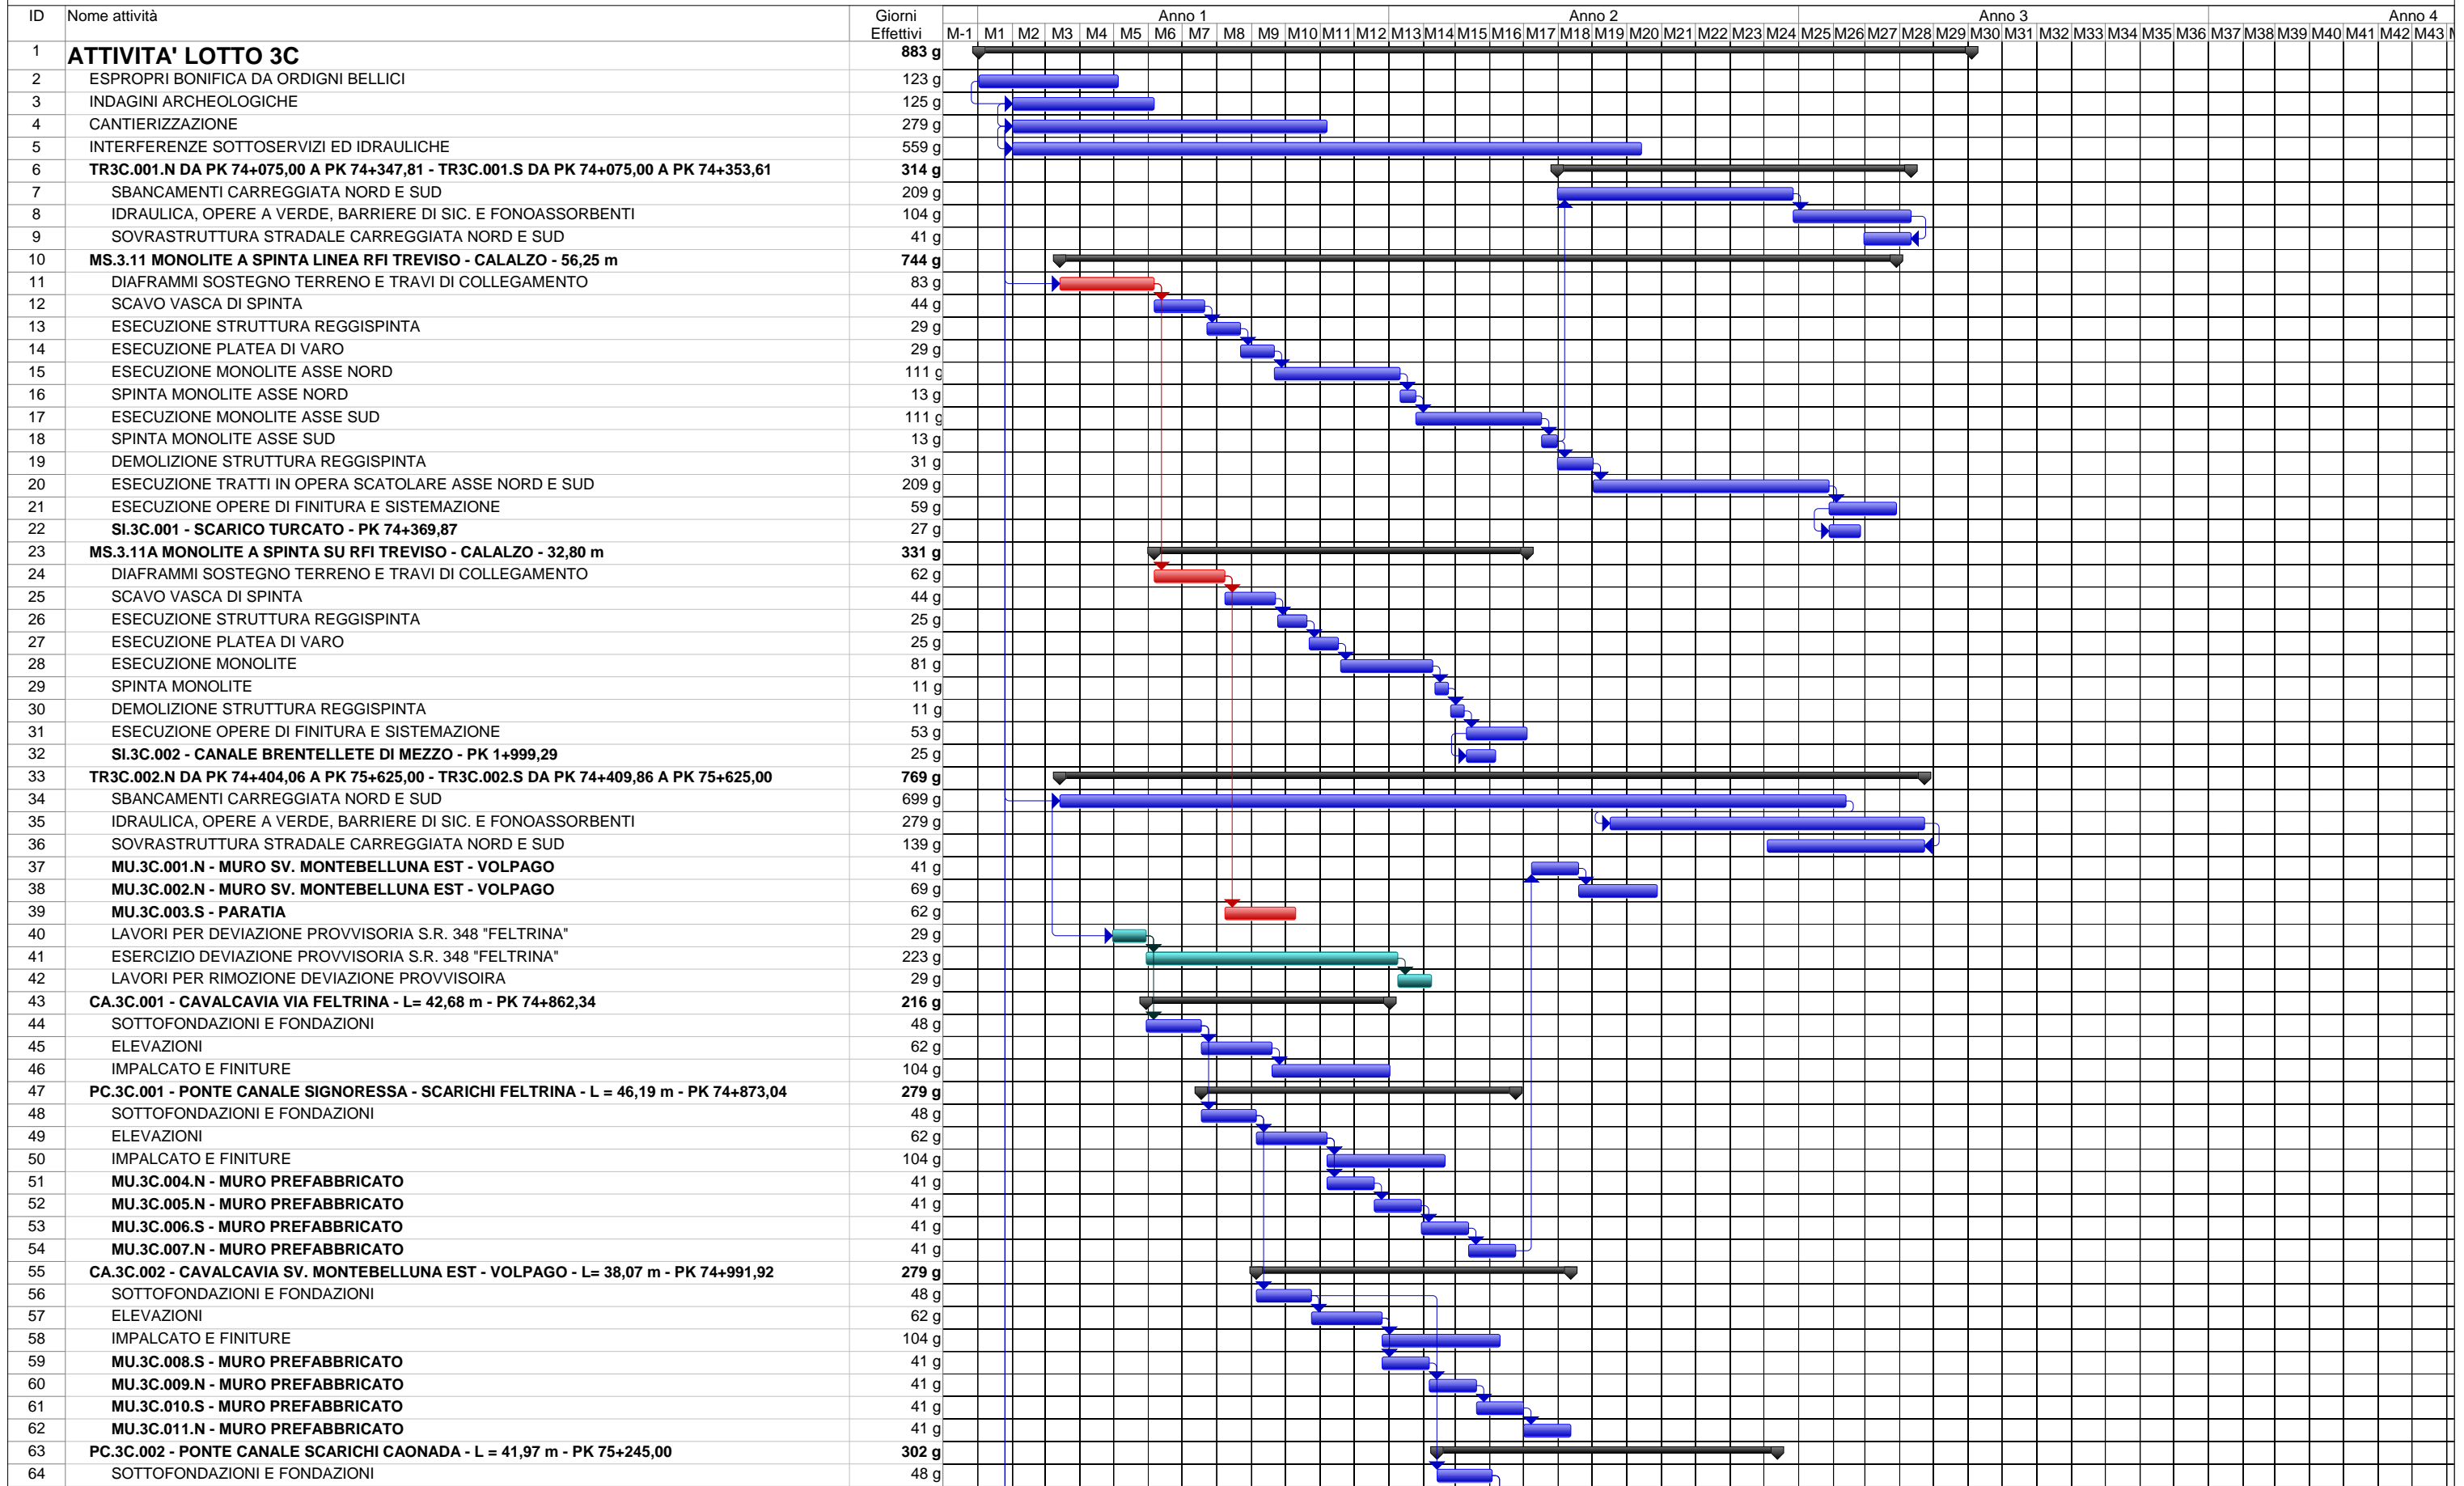 ID Nome attività Giorni Effettivi Anno 1 Anno 2 Anno 3 Anno 4
M-1 M1 M2 M3 M4 M5 M6 M7 M8 M9 M10 M11 M12 M13 M14 M15 M16 M17 M18 M19 M20 M21 M22 M23 M24 M25 M26 M27 M28 M29 M30 M31 M32 M33 M34 M35 M36 M37 M38 M39 M40 M41 M42 M43
1 ATTIVITA' LOTTO 3C 883 g
2 ESPROPRI BONIFICA DA ORDIGNI BELLICI 123 g
3 INDAGINI ARCHEOLOGICHE 125 g
4 CANTIERIZZAZIONE 279 g
5 INTERFERENZE SOTTOSERVIZI ED IDRAULICHE 559 g
6 TR3C.001.N DA PK 74+075,00 A PK 74+347,81 - TR3C.001.S DA PK 74+075,00 A PK 74+353,61 314 g
7 SBANCAMENTI CARREGGIATA NORD E SUD 209 g
8 IDRAULICA, OPERE A VERDE, BARRIERE DI SIC. E FONOASSORBENTI 104 g
9 SOVRASTRUTTURA STRADALE CARREGGIATA NORD E SUD 41 g
10 MS.3.11 MONOLITE A SPINTA LINEA RFI TREVISO - CALALZO - 56,25 m 744 g
11 DIAFRAMMI SOSTEGNO TERRENO E TRAVI DI COLLEGAMENTO 83 g
12 SCAVO VASCA DI SPINTA 44 g
13 ESECUZIONE STRUTTURA REGGISPINTA 29 g
14 ESECUZIONE PLATEA DI VARO 29 g
15 ESECUZIONE MONOLITE ASSE NORD 111 g
16 SPINTA MONOLITE ASSE NORD 13 g
17 ESECUZIONE MONOLITE ASSE SUD 111 g
18 SPINTA MONOLITE ASSE SUD 13 g
19 DEMOLIZIONE STRUTTURA REGGISPINTA 31 g
20 ESECUZIONE TRATTI IN OPERA SCATOLARE ASSE NORD E SUD 209 g
21 ESECUZIONE OPERE DI FINITURA E SISTEMAZIONE 59 g
22 SI.3C.001 - SCARICO TURCATO - PK 74+369,87 27 g
23 MS.3.11A MONOLITE A SPINTA SU RFI TREVISO - CALALZO - 32,80 m 331 g
24 DIAFRAMMI SOSTEGNO TERRENO E TRAVI DI COLLEGAMENTO 62 g
25 SCAVO VASCA DI SPINTA 44 g
26 ESECUZIONE STRUTTURA REGGISPINTA 25 g
27 ESECUZIONE PLATEA DI VARO 25 g
28 ESECUZIONE MONOLITE 81 g
29 SPINTA MONOLITE 11 g
30 DEMOLIZIONE STRUTTURA REGGISPINTA 11 g
31 ESECUZIONE OPERE DI FINITURA E SISTEMAZIONE 53 g
32 SI.3C.002 - CANALE BRENTELLETE DI MEZZO - PK 1+999,29 25 g
33 TR3C.002.N DA PK 74+404,06 A PK 75+625,00 - TR3C.002.S DA PK 74+409,86 A PK 75+625,00 769 g
34 SBANCAMENTI CARREGGIATA NORD E SUD 699 g
35 IDRAULICA, OPERE A VERDE, BARRIERE DI SIC. E FONOASSORBENTI 279 g
36 SOVRASTRUTTURA STRADALE CARREGGIATA NORD E SUD 139 g
37 MU.3C.001.N - MURO SV. MONTEBELLUNA EST - VOLPAGO 41 g
38 MU.3C.002.N - MURO SV. MONTEBELLUNA EST - VOLPAGO 69 g
39 MU.3C.003.S - PARATIA 62 g
40 LAVORI PER DEVIAZIONE PROVVISORIA S.R. 348 "FELTRINA" 29 g
41 ESERCIZIO DEVIAZIONE PROVVISORIA S.R. 348 "FELTRINA" 223 g
42 LAVORI PER RIMOZIONE DEVIAZIONE PROVVISOIRA 29 g
43 CA.3C.001 - CAVALCAVIA VIA FELTRINA - L= 42,68 m - PK 74+862,34 216 g
44 SOTTOFONDAZIONI E FONDAZIONI 48 g
45 ELEVAZIONI 62 g
46 IMPALCATO E FINITURE 104 g
47 PC.3C.001 - PONTE CANALE SIGNORESSA - SCARICHI FELTRINA - L = 46,19 m - PK 74+873,04 279 g
48 SOTTOFONDAZIONI E FONDAZIONI 48 g
49 ELEVAZIONI 62 g
50 IMPALCATO E FINITURE 104 g
51 MU.3C.004.N - MURO PREFABBRICATO 41 g
52 MU.3C.005.N - MURO PREFABBRICATO 41 g
53 MU.3C.006.S - MURO PREFABBRICATO 41 g
54 MU.3C.007.N - MURO PREFABBRICATO 41 g
55 CA.3C.002 - CAVALCAVIA SV. MONTEBELLUNA EST - VOLPAGO - L= 38,07 m - PK 74+991,92 279 g
56 SOTTOFONDAZIONI E FONDAZIONI 48 g
57 ELEVAZIONI 62 g
58 IMPALCATO E FINITURE 104 g
59 MU.3C.008.S - MURO PREFABBRICATO 41 g
60 MU.3C.009.N - MURO PREFABBRICATO 41 g
61 MU.3C.010.S - MURO PREFABBRICATO 41 g
62 MU.3C.011.N - MURO PREFABBRICATO 41 g
63 PC.3C.002 - PONTE CANALE SCARICHI CAONADA - L = 41,97 m - PK 75+245,00 302 g
64 SOTTOFONDAZIONI E FONDAZIONI 48 g